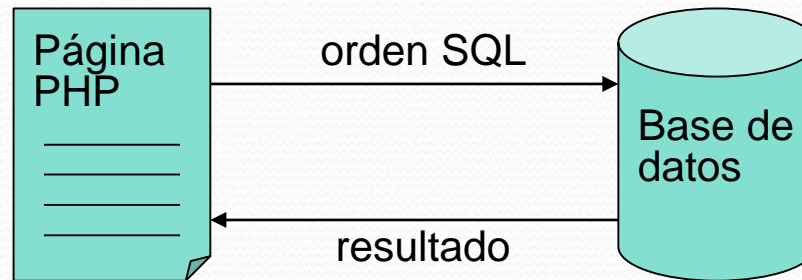 Página
PHP
orden SQL
Base de
datos
resultado